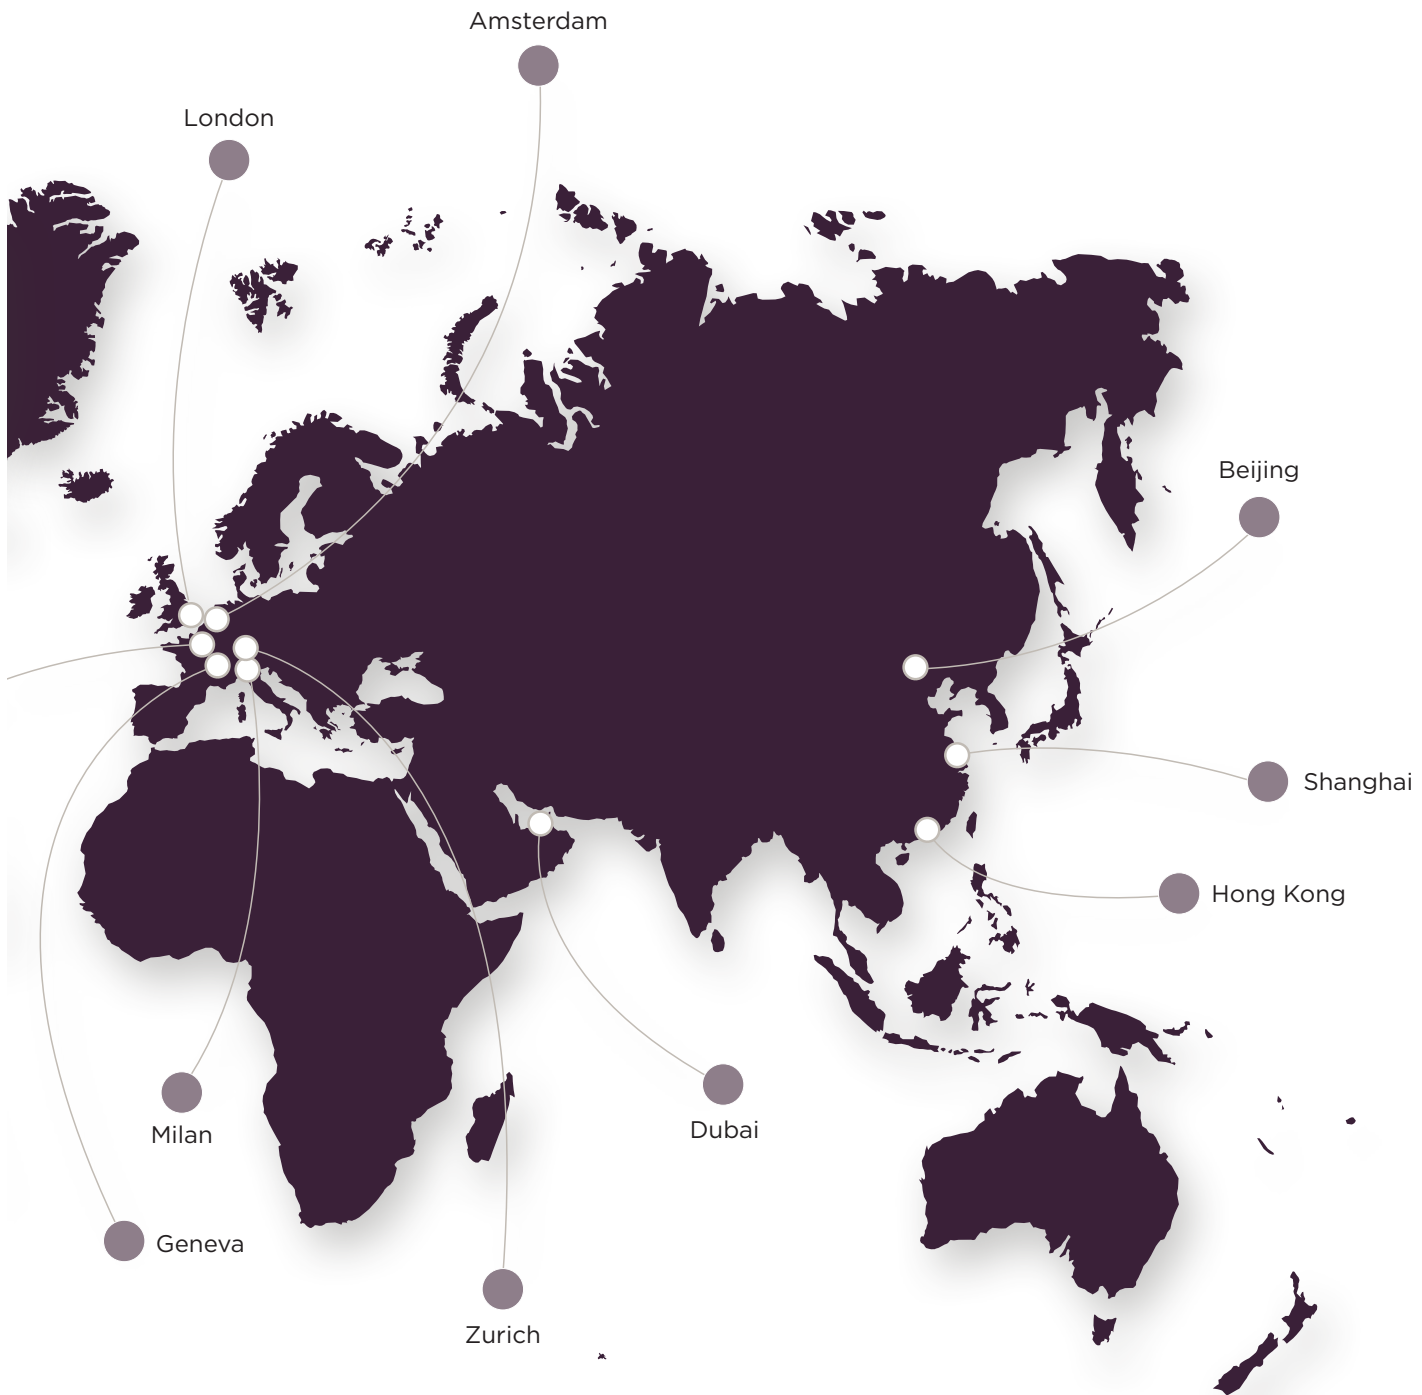 Amsterdam
London
Beijing
Shanghai
Hong Kong
Dubai
Milan
Geneva
Zurich